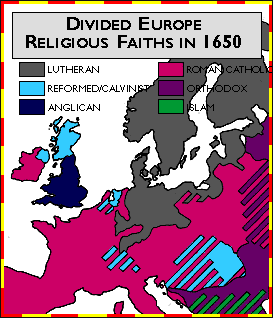 DIVIDED EUROPE
RELIGIOUS FAITHS IN 1650
LUTHERAN
ROMAN CATHOLIC
REFORMED/CALVINIST
ORTHODOX
ANGLICAN
ISLAM